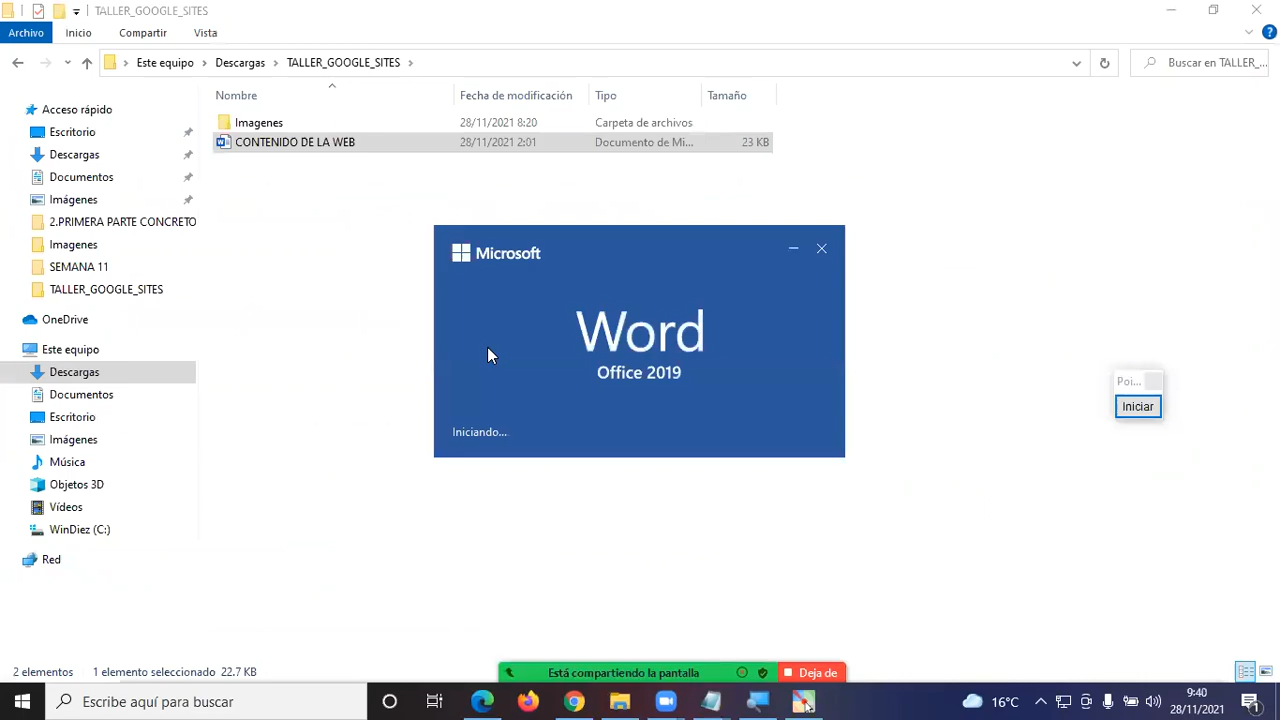 TALLER_GOOGLE_SITES
Archivo Inicio Compartir Vista
Este equipo Descargas TALLER_GOOGLE_SITES
Buscar en TALLER_...
Nombre Fecha de modificación Tipo Tamaño
Imagenes 28/11/2021 8:20 Carpeta de archivos
CONTENIDO DE LA WEB 28/11/2021 2:01 Documento de Mi... 23 KB
Acceso rápido
Escritorio
Descargas
Documentos
Imágenes
2.PRIMERA PARTE CONCRETO
Imagenes
SEMANA 11
TALLER_GOOGLE_SITES
OneDrive
Este equipo
Descargas
Documentos
Escritorio
Imágenes
Música
Objetos 3D
Vídeos
WinDiez (C:)
Red
Microsoft
Word
Office 2019
Iniciando...
Poi...
Iniciar
2 elementos 1 elemento seleccionado 22.7 KB
Está compartiendo la pantalla
Deja de
Escribe aquí para buscar
16°C
9:40
28/11/2021
1